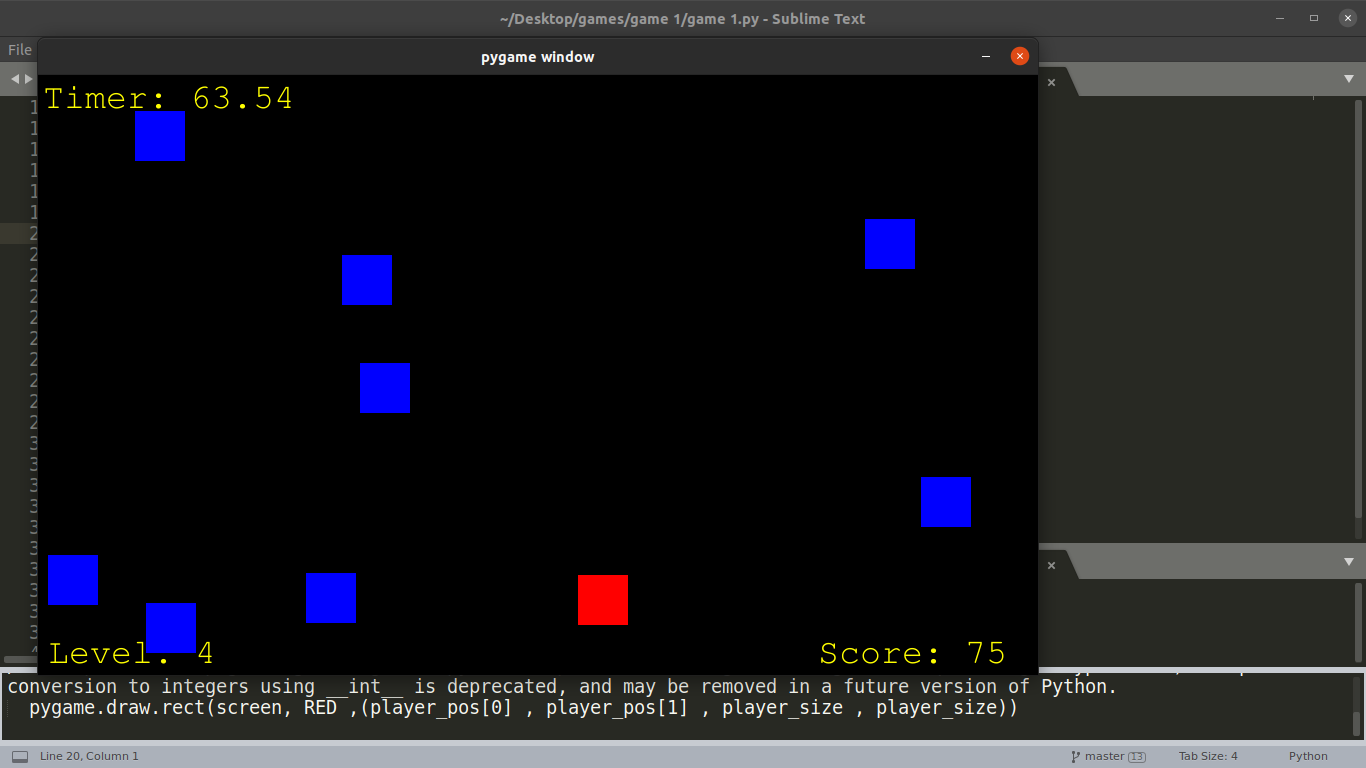 ~/Desktop/games/game 1/game 1.py - Sublime Text
File
pygame window
Timer: 63.54
Level: 4
Score: 75
conversion to integers using __int__ is deprecated, and may be removed in a future version of Python.
pygame.draw.rect(screen, RED ,(player_pos[0] , player_pos[1] , player_size , player_size))
Line 20, Column 1
master 13
Tab Size: 4
Python